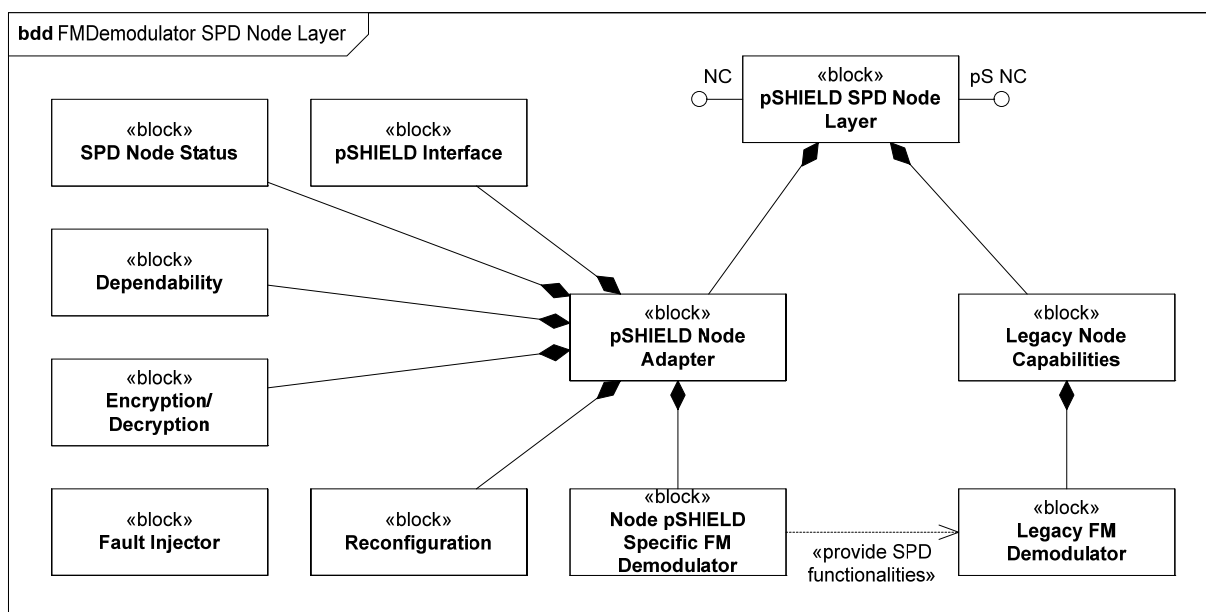 bdd FMDemodulator SPD Node Layer
NC
«block»
pSHIELD SPD Node
Layer
pS NC
«block»
SPD Node Status
«block»
pSHIELD Interface
«block»
Dependability
«block»
pSHIELD Node
Adapter
«block»
Legacy Node
Capabilities
«block»
Encryption/
Decryption
«block»
Fault Injector
«block»
Reconfiguration
«block»
Node pSHIELD
Specific FM
Demodulator
«provide SPD
functionalities»
«block»
Legacy FM
Demodulator